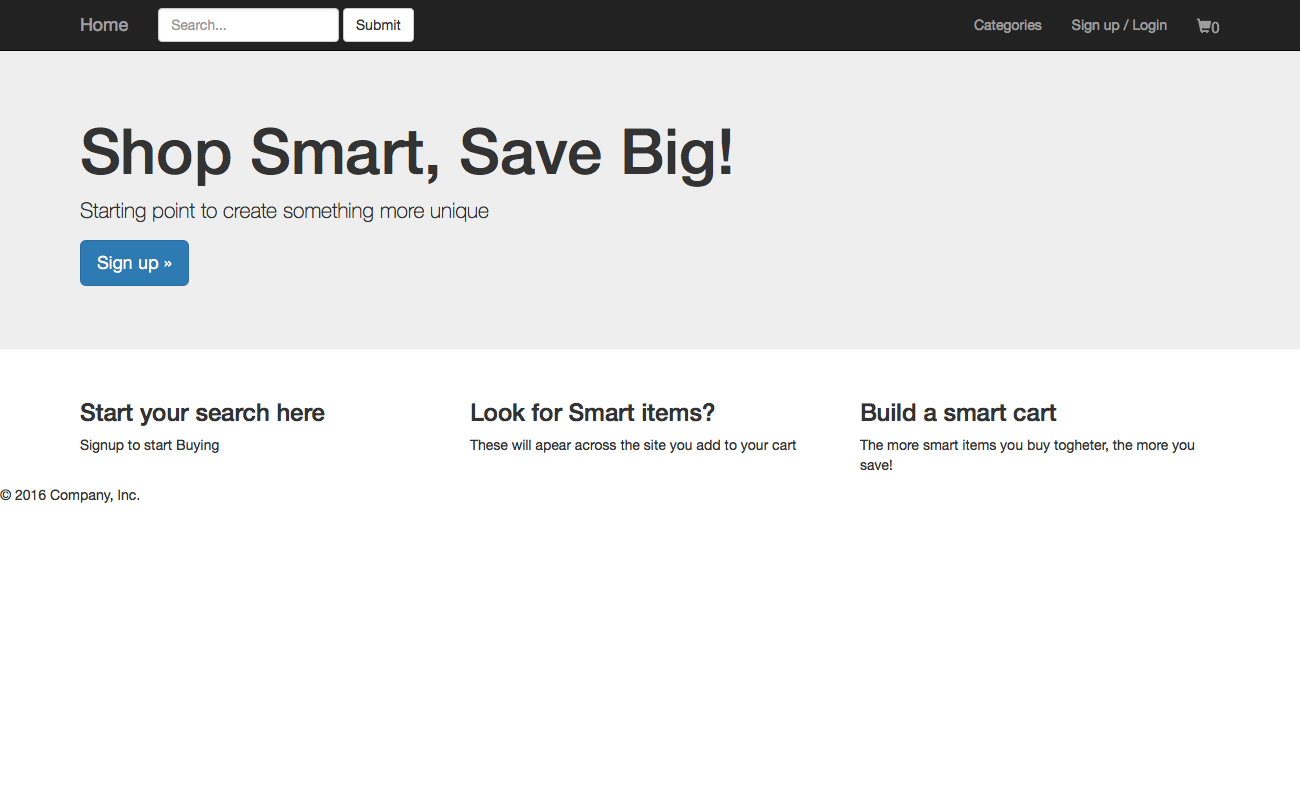 Home Search... Submit Categories Sign up / Login 0
Shop Smart, Save Big!
Starting point to create something more unique
Sign up »
Start your search here
Signup to start Buying
Look for Smart items?
These will apear across the site you add to your cart
Build a smart cart
The more smart items you buy togheter, the more you
save!
© 2016 Company, Inc.